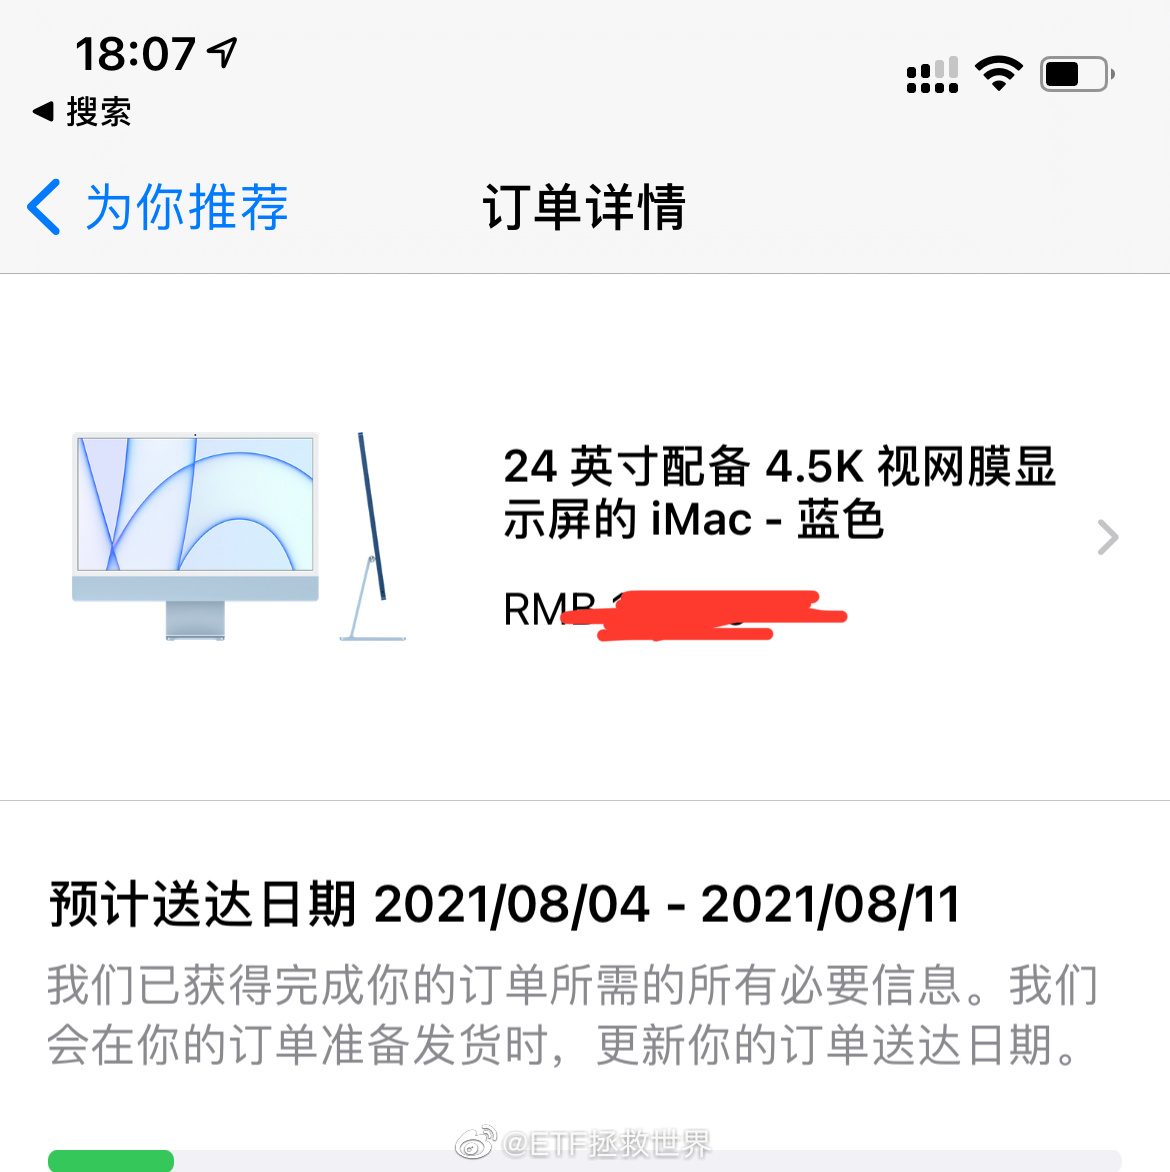 18:07
搜索
为你推荐
订单详情
24 英寸配备 4.5K 视网膜显
示屏的 iMac - 蓝色
RMB
预计送达日期 2021/08/04 - 2021/08/11
我们已获得完成你的订单所需的所有必要信息。我们
会在你的订单准备发货时，更新你的订单送达日期。
@ETF拯救世界